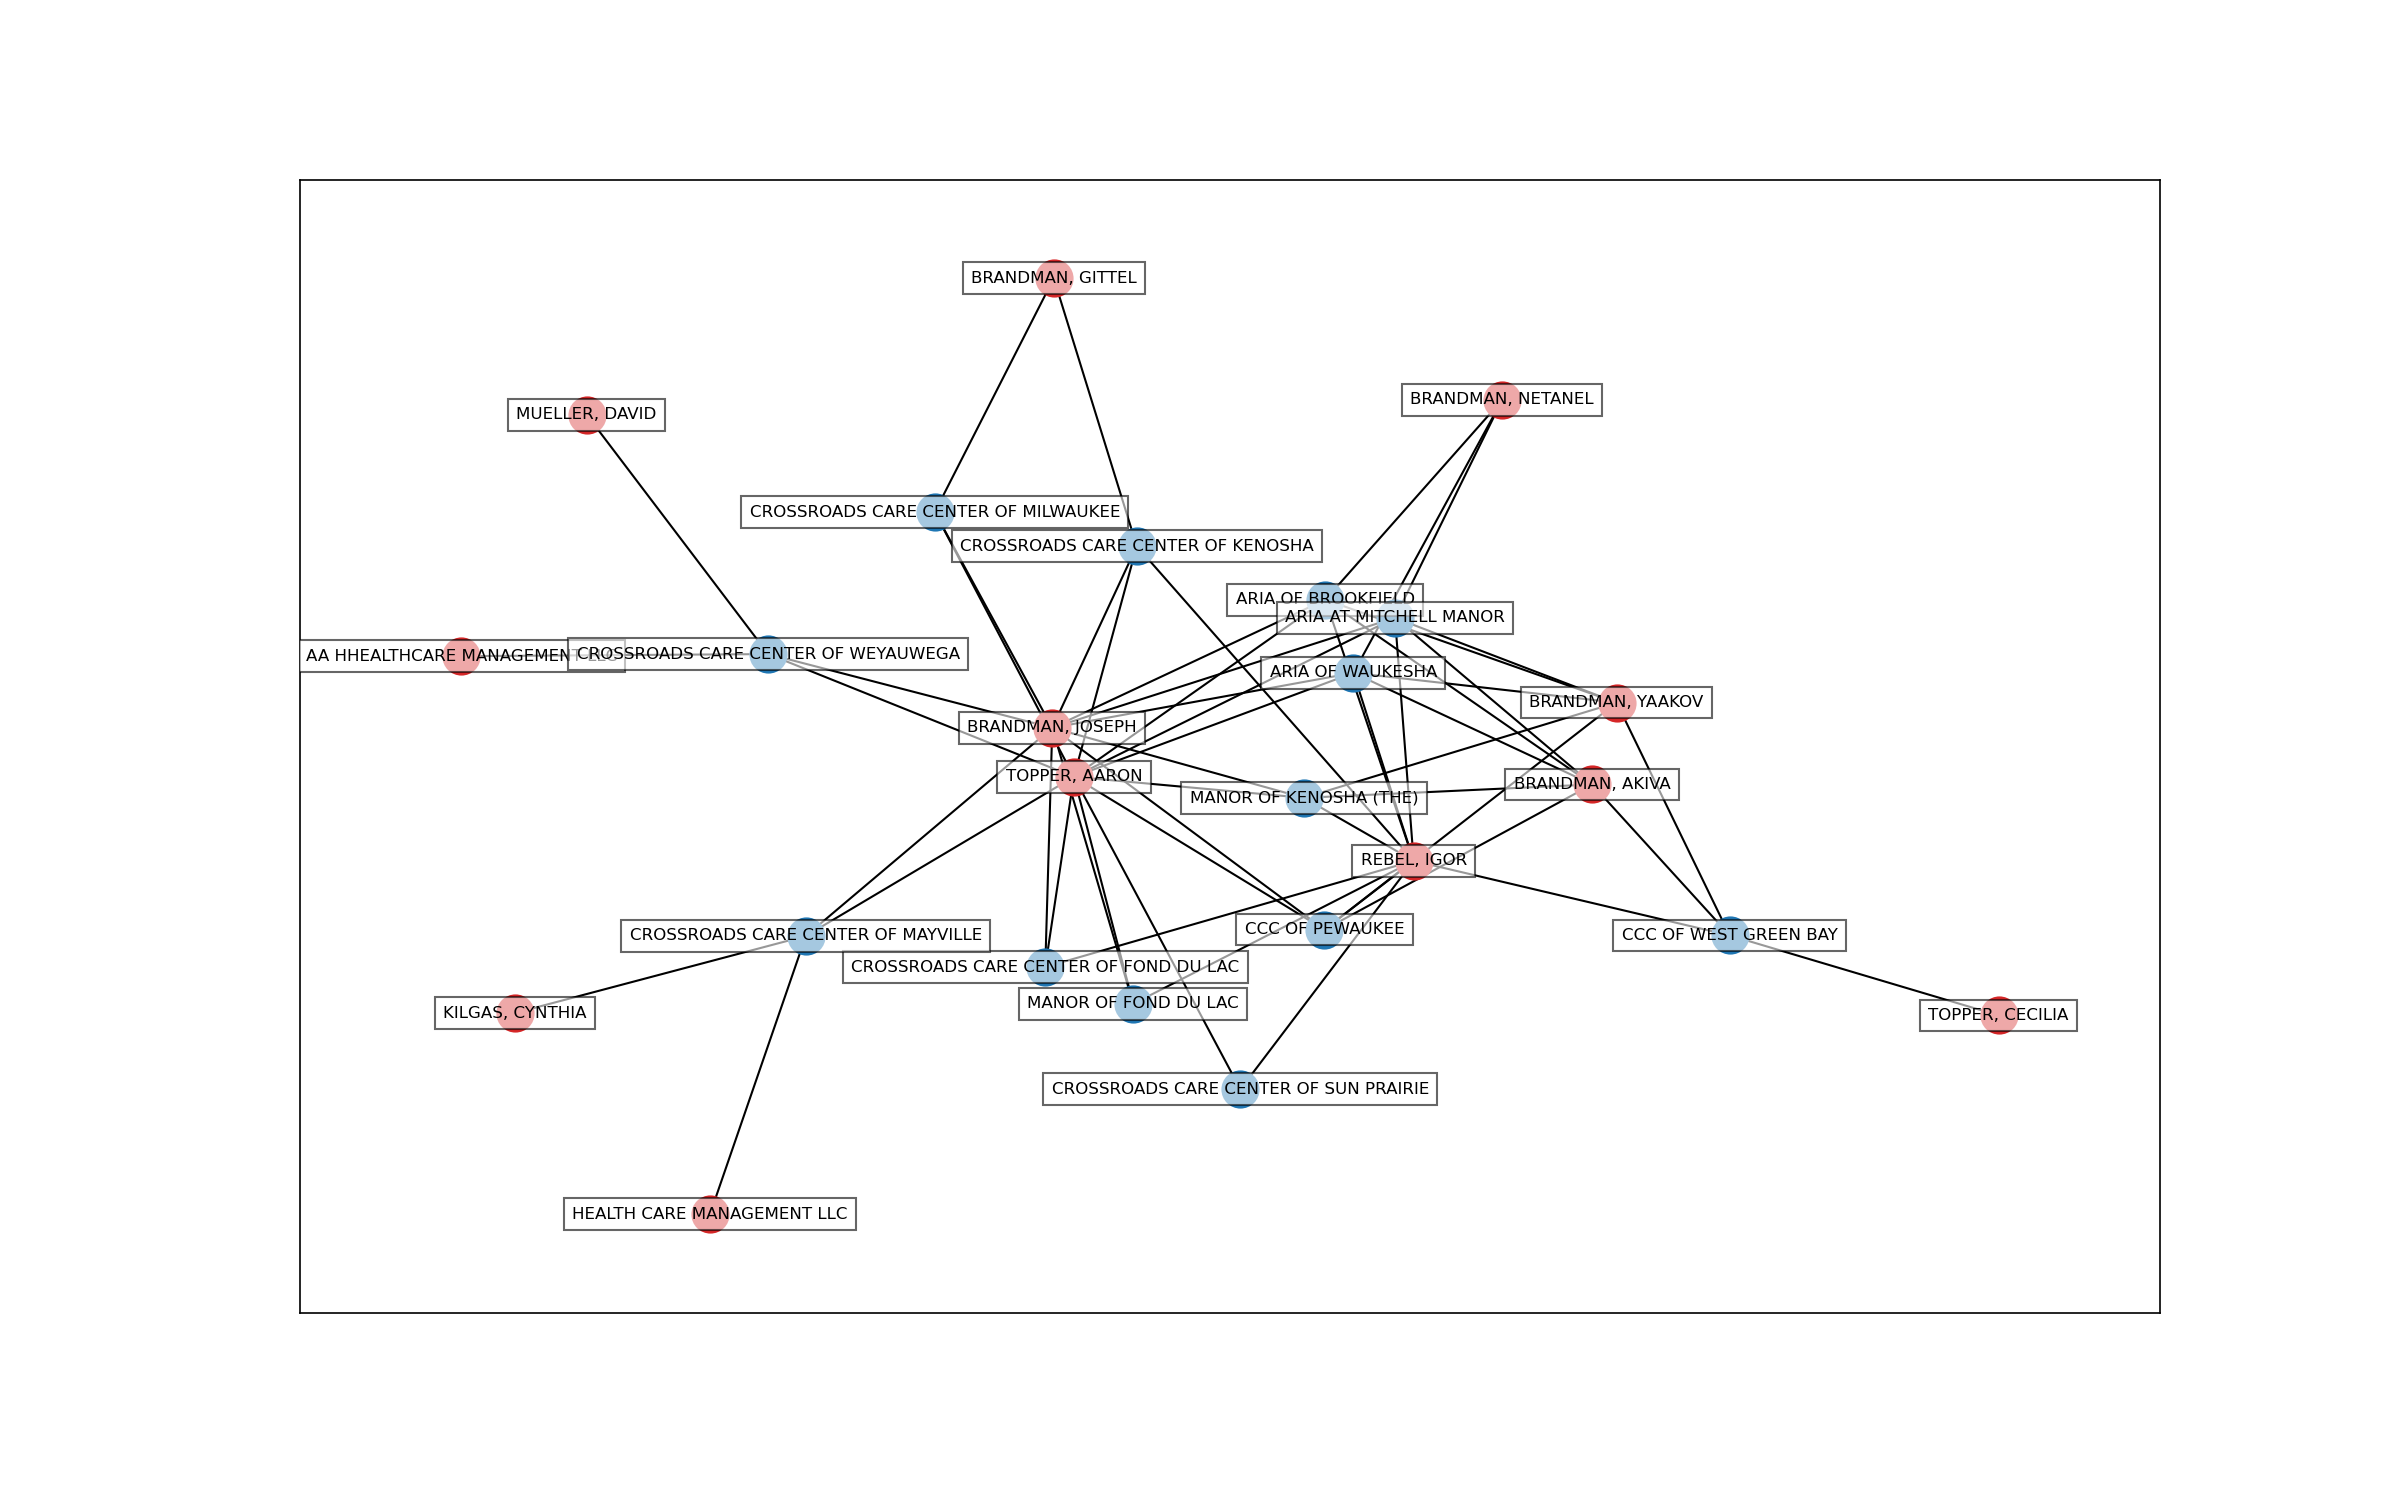 BRANDMAN, GITTEL
BRANDMAN, NETANEL
MUELLER, DAVID
CROSSROADS CARE CENTER OF MILWAUKEE
CROSSROADS CARE CENTER OF KENOSHA
ARIA OF BROOKFIELD
ARIA AT MITCHELL MANOR
AA HHEALTHCARE MANAGEMENT LLC
CROSSROADS CARE CENTER OF WEYAUWEGA
ARIA OF WAUKESHA
BRANDMAN, YAAKOV
BRANDMAN, JOSEPH
TOPPER, AARON
BRANDMAN, AKIVA
MANOR OF KENOSHA (THE)
REBEL, IGOR
CCC OF PEWAUKEE
CROSSROADS CARE CENTER OF MAYVILLE
CCC OF WEST GREEN BAY
CROSSROADS CARE CENTER OF FOND DU LAC
MANOR OF FOND DU LAC
KILGAS, CYNTHIA
TOPPER, CECILIA
CROSSROADS CARE CENTER OF SUN PRAIRIE
HEALTH CARE MANAGEMENT LLC